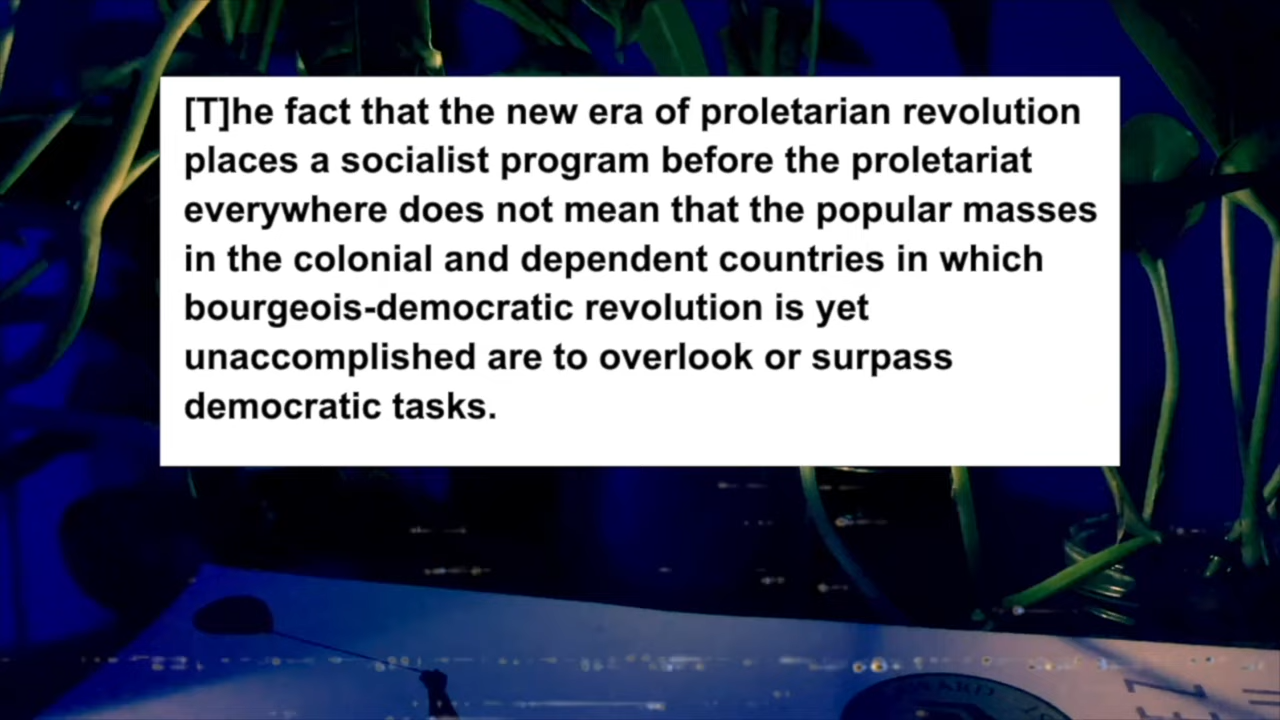 [T]he fact that the new era of proletarian revolution
places a socialist program before the proletariat
everywhere does not mean that the popular masses
in the colonial and dependent countries in which
bourgeois-democratic revolution is yet
unaccomplished are to overlook or surpass
democratic tasks.